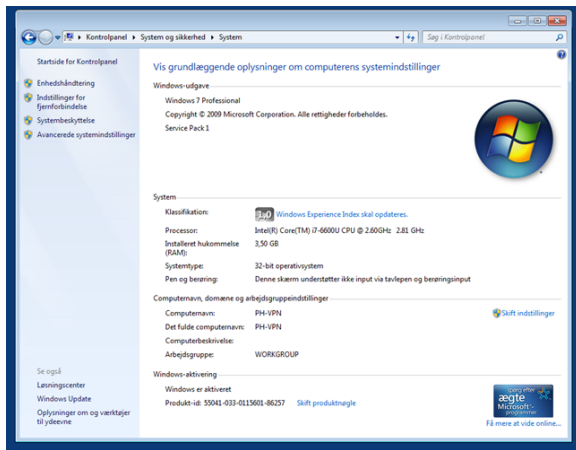 Kontrolpanel ▸ System og sikkerhed ▸ System
Søg i Kontrolpanel
Startside for Kontrolpanel
Enhedshåndtering
Indstillinger for
fjernforbindelse
Systembeskyttelse
Avancerede systemindstillinger
Vis grundlæggende oplysninger om computerens systemindstillinger
Windows-udgave
Windows 7 Professional
Copyright © 2009 Microsoft Corporation. Alle rettigheder forbeholdes.
Service Pack 1
System
Klassifikation: Windows Experience Index skal opdateres.
Processor: Intel(R) Core(TM) i7-6600U CPU @ 2.60GHz 2.81 GHz
Installeret hukommelse 3,50 GB
(RAM):
Systemtype: 32-bit operativsystem
Pen og berøring: Denne skærm understøtter ikke input via tavlepen og berøringsinput
Computernavn, domæne og arbejdsgruppeindstillinger
Computernavn: PH-VPN Skift indstillinger
Det fulde computernavn: PH-VPN
Computerbeskrivelse:
Arbejdsgruppe: WORKGROUP
Windows-aktivering
Windows er aktiveret
Produkt-id: 55041-033-0115601-86257 Skift produktnøgle
spørg efter
ægte
Microsoft-
programmer
Få mere at vide online...
Se også
Løsningscenter
Windows Update
Oplysninger om og værktøjer
til ydeevne